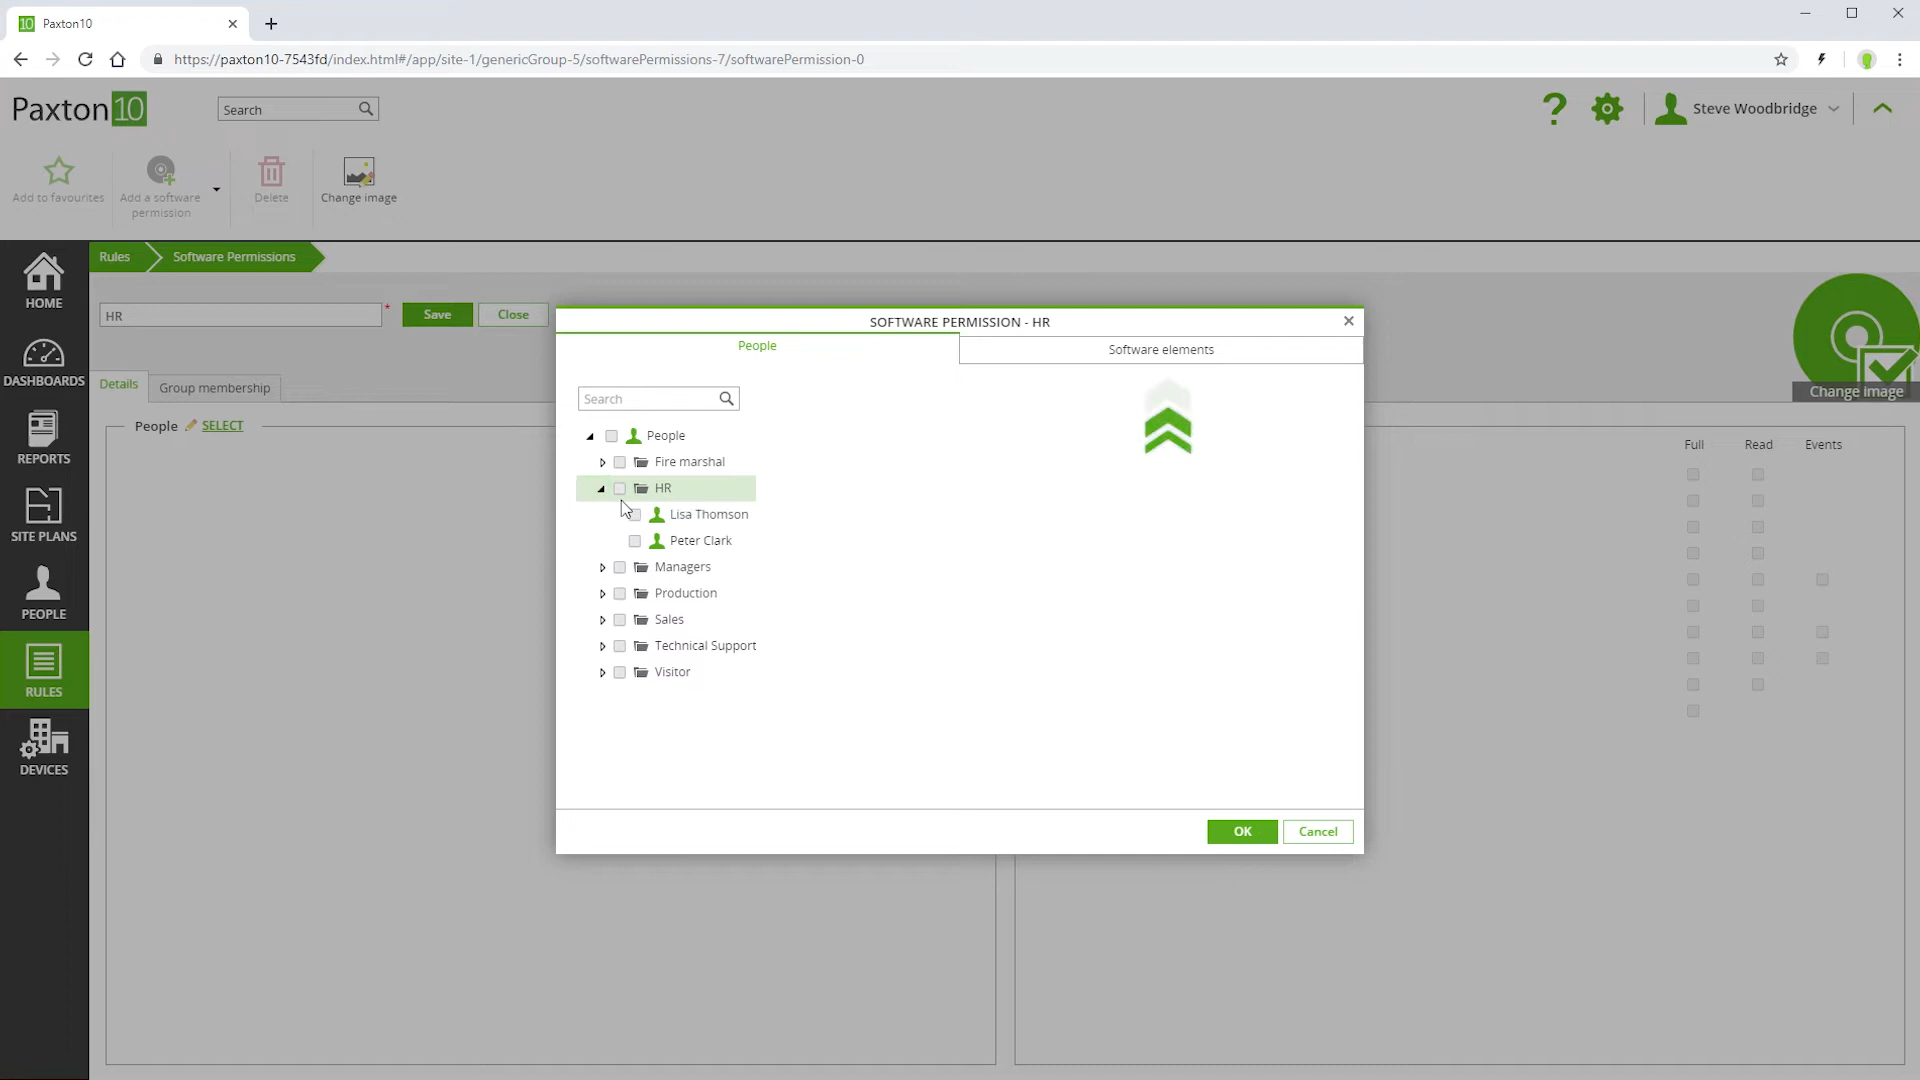 Paxton10
https://paxton10-7543fd/index.html#/app/site-1/genericGroup-5/softwarePermissions-7/softwarePermission-0
Paxton10
Search
Steve Woodbridge
Add to favourites
Add a software
permission
Delete
Change image
Rules
Software Permissions
HOME
DASHBOARDS
REPORTS
SITE PLANS
PEOPLE
RULES
DEVICES
HR
*
Save
Close
Change image
Details
Group membership
People
SELECT
Full
Read
Events
SOFTWARE PERMISSION - HR
People
Software elements
Search
People
Fire marshal
HR
Lisa Thomson
Peter Clark
Managers
Production
Sales
Technical Support
Visitor
OK
Cancel